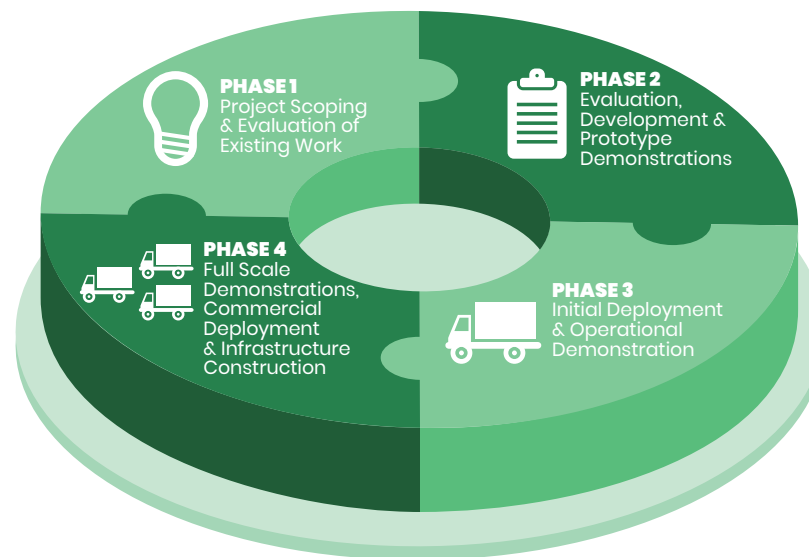 PHASE 1
Project Scoping
& Evaluation of
Existing Work
PHASE 2
Evaluation,
Development &
Prototype
Demonstrations
PHASE 3
Initial Deployment
& Operational
Demonstration
PHASE 4
Full Scale
Demonstrations,
Commercial
Deployment
& Infrastructure
Construction